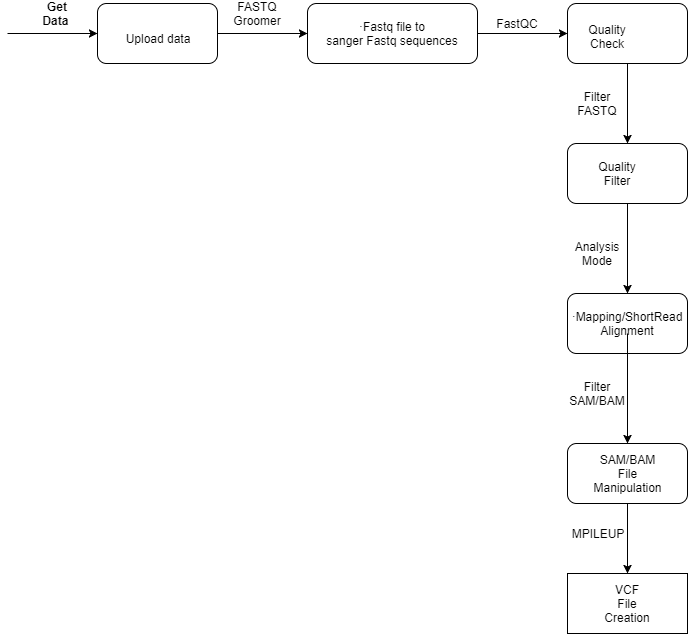 Get
Data
Upload data
FASTQ
Groomer
·Fastq file to
sanger Fastq sequences
FastQC
Quality
Check
Filter
FASTQ
Quality
Filter
Analysis
Mode
·Mapping/ShortRead
Alignment
Filter
SAM/BAM
SAM/BAM
File
Manipulation
MPILEUP
VCF
File
Creation